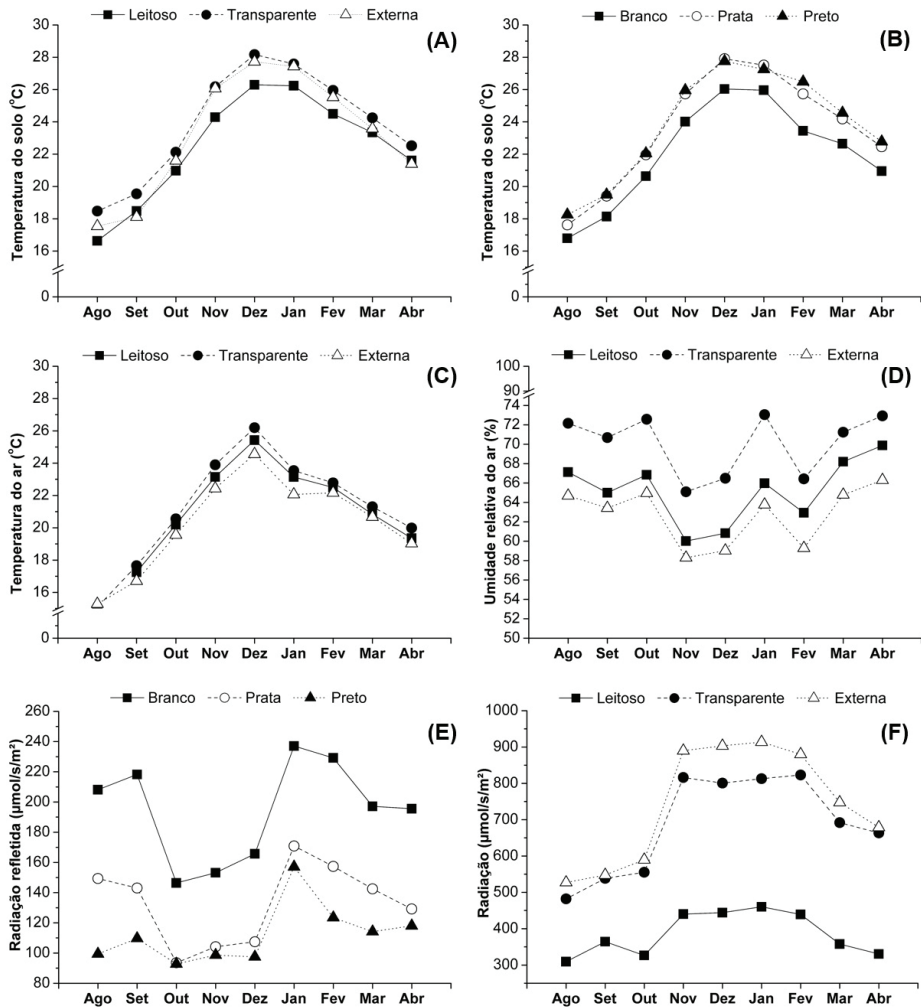 Leitoso Transparente Externa
(A)
Temperatura do solo (°C)
30
28
26
24
22
20
18
16
0
Ago Set Out Nov Dez Jan Fev Mar Abr
Branco Prata Preto
(B)
Temperatura do solo (°C)
30
28
26
24
22
20
18
16
0
Ago Set Out Nov Dez Jan Fev Mar Abr
Leitoso Transparente Externa
(C)
Temperatura do ar (°C)
30
28
26
24
22
20
18
16
0
Ago Set Out Nov Dez Jan Fev Mar Abr
Leitoso Transparente Externa
(D)
Umidade relativa do ar (%)
100
90
74
72
70
68
66
64
62
60
58
56
54
52
50
Ago Set Out Nov Dez Jan Fev Mar Abr
Branco Prata Preto
(E)
Radiação refletida (µmol/s/m²)
260
240
220
200
180
160
140
120
100
80
Ago Set Out Nov Dez Jan Fev Mar Abr
Leitoso Transparente Externa
(F)
Radiação (µmol/s/m²)
1000
900
800
700
600
500
400
300
Ago Set Out Nov Dez Jan Fev Mar Abr